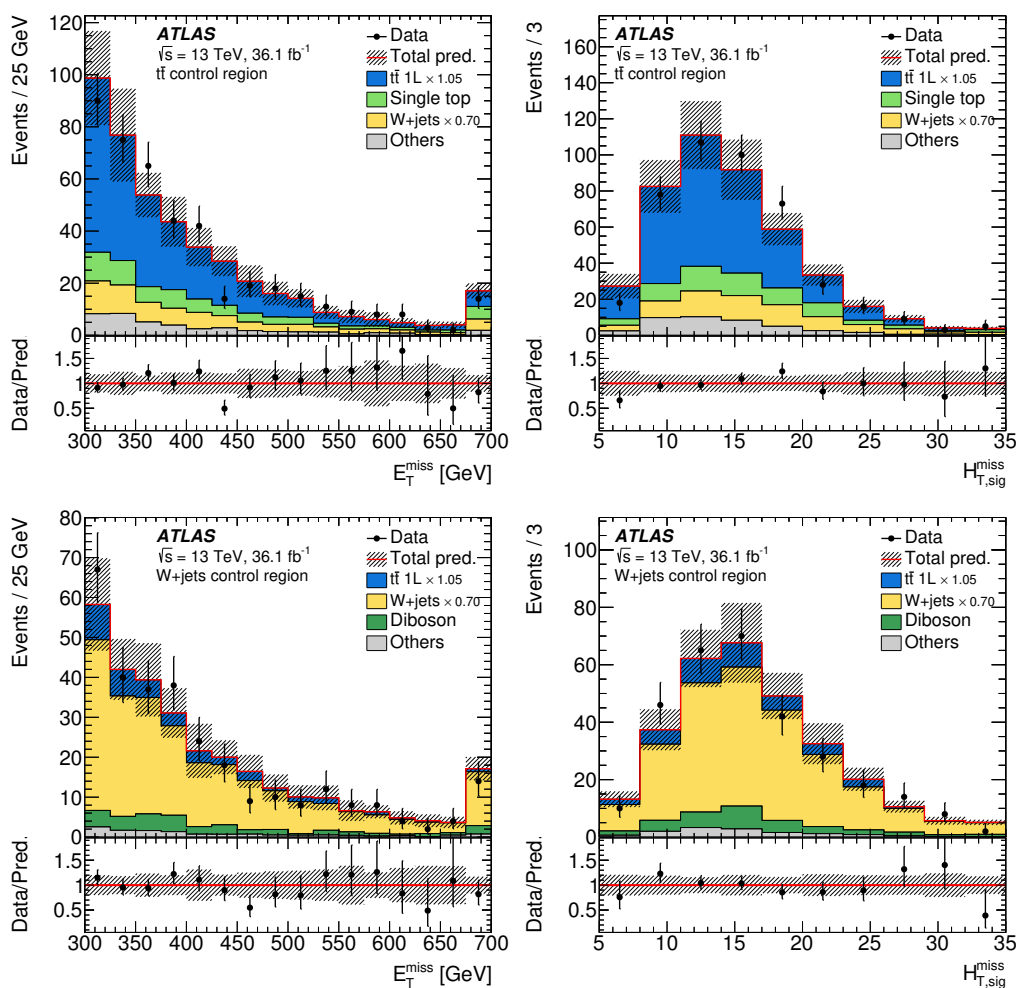 Events / 25 GeV
120
100
80
60
40
20
0
ATLAS
√s = 13 TeV, 36.1 fb⁻¹
tt̄ control region
Data
Total pred.
tt̄ 1L × 1.05
Single top
W+jets × 0.70
Others
Data/Pred
1.5
1
0.5
300 350 400 450 500 550 600 650 700
E_T^miss [GeV]
Events / 3
160
140
120
100
80
60
40
20
0
ATLAS
√s = 13 TeV, 36.1 fb⁻¹
tt̄ control region
Data
Total pred.
tt̄ 1L × 1.05
Single top
W+jets × 0.70
Others
Data/Pred
1.5
1
0.5
5 10 15 20 25 30 35
H_T,sig^miss
Events / 25 GeV
80
70
60
50
40
30
20
10
0
ATLAS
√s = 13 TeV, 36.1 fb⁻¹
W+jets control region
Data
Total pred.
tt̄ 1L × 1.05
W+jets × 0.70
Diboson
Others
Data/Pred.
1.5
1
0.5
300 350 400 450 500 550 600 650 700
E_T^miss [GeV]
Events / 3
100
80
60
40
20
0
ATLAS
√s = 13 TeV, 36.1 fb⁻¹
W+jets control region
Data
Total pred.
tt̄ 1L × 1.05
W+jets × 0.70
Diboson
Others
Data/Pred.
1.5
1
0.5
5 10 15 20 25 30 35
H_T,sig^miss